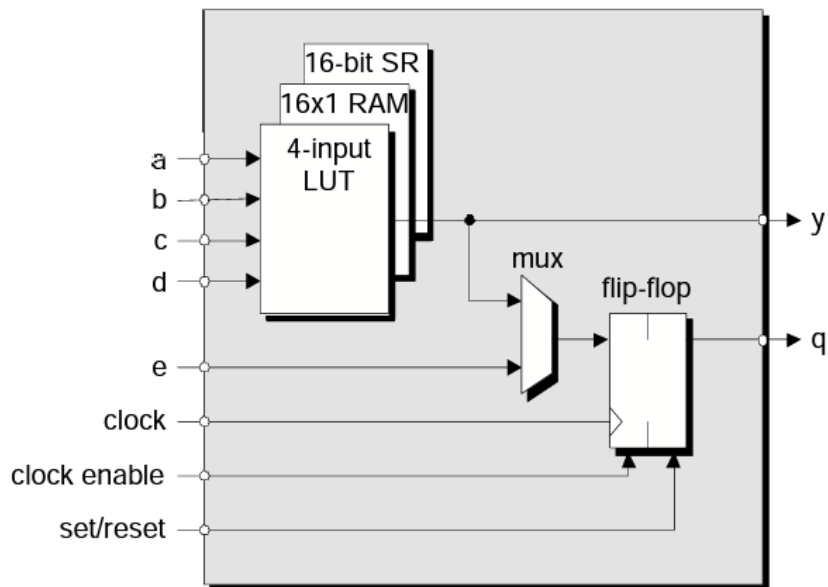 16-bit SR
16x1 RAM
4-input
LUT
a
b
c
d
y
mux
flip-flop
e
q
clock
clock enable
set/reset